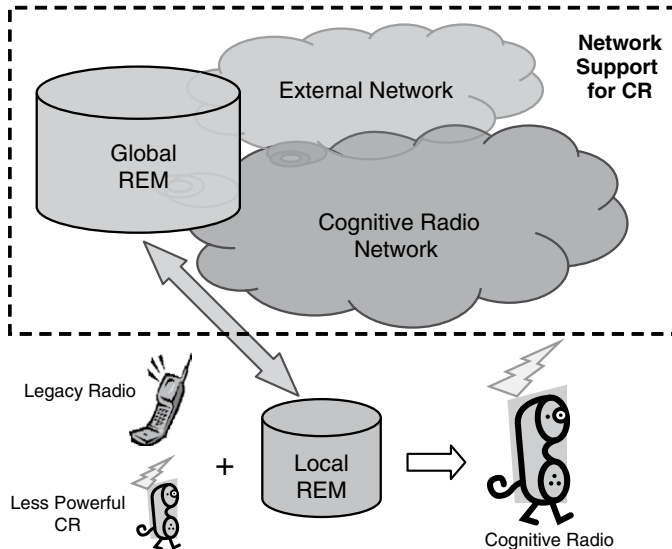 Network
Support
for CR
External Network
Global
REM
Cognitive Radio
Network
Legacy Radio
Less Powerful
CR
+
Local
REM
Cognitive Radio